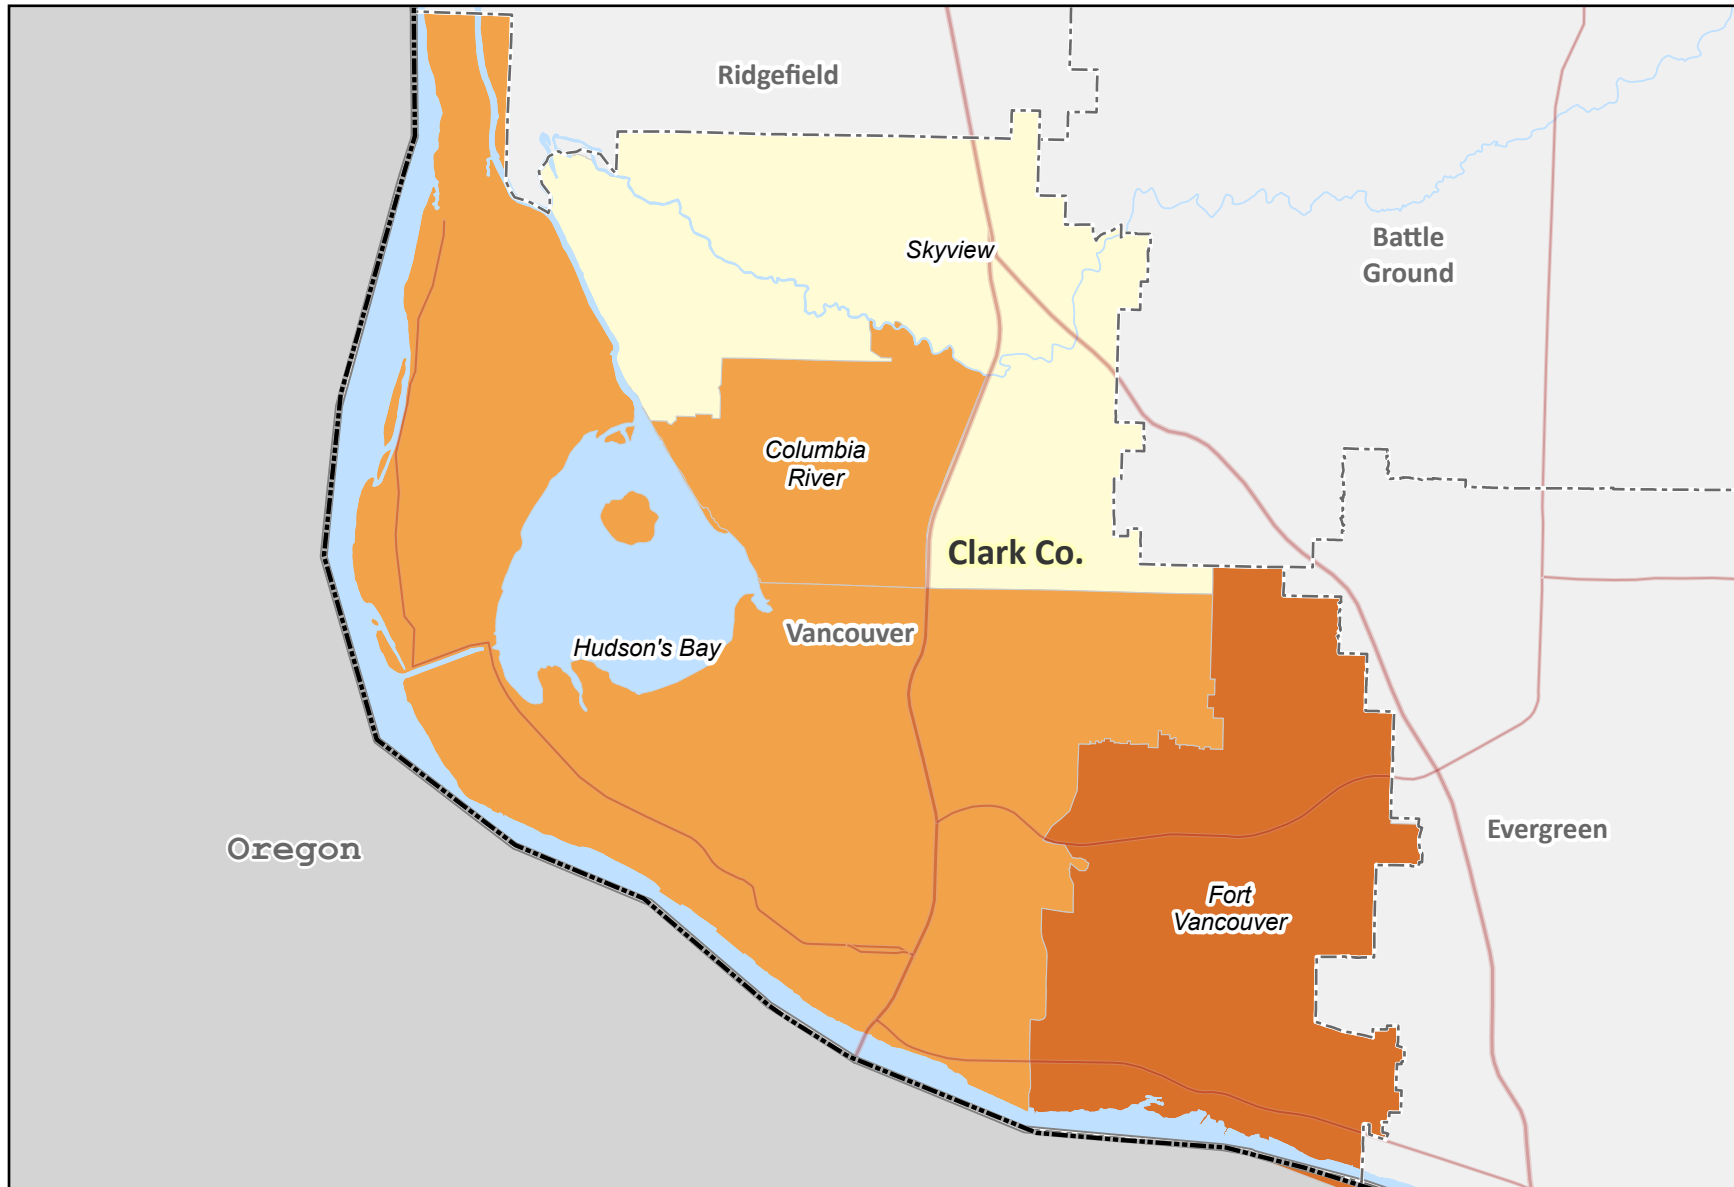 Ridgefield
Skyview
Battle
Ground
Columbia
River
Clark Co.
Vancouver
Hudson's Bay
Oregon
Evergreen
Fort
Vancouver